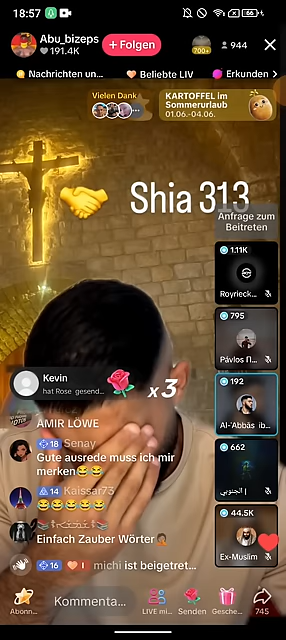 18:57
86
Abu_bizeps
191.4K
+ Folgen
700+
944
Nachrichten un...
Beliebte LIV
Erkunden
Vielen Dank
KARTOFFEL im
Sommerurlaub
01.06.-04.06.
Shia 313
Anfrage zum
Beitreten
1.11K
Royrieck...
795
Pávlos Π...
192
Al-'Abbās ib...
662
الجنوبي |
44.5K
Ex-Muslim
Kevin
hat Rose gesend...
x3
AMIR LÖWE
18 Senay
Gute ausrede muss ich mir
merken😂😂
14 Kaissar73
😂😂😂😂😂
Einfach Zauber Wörter
16 michi ist beigetret...
Abonn...
Kommenta...
LIVE mi...
Senden
Gesche...
745